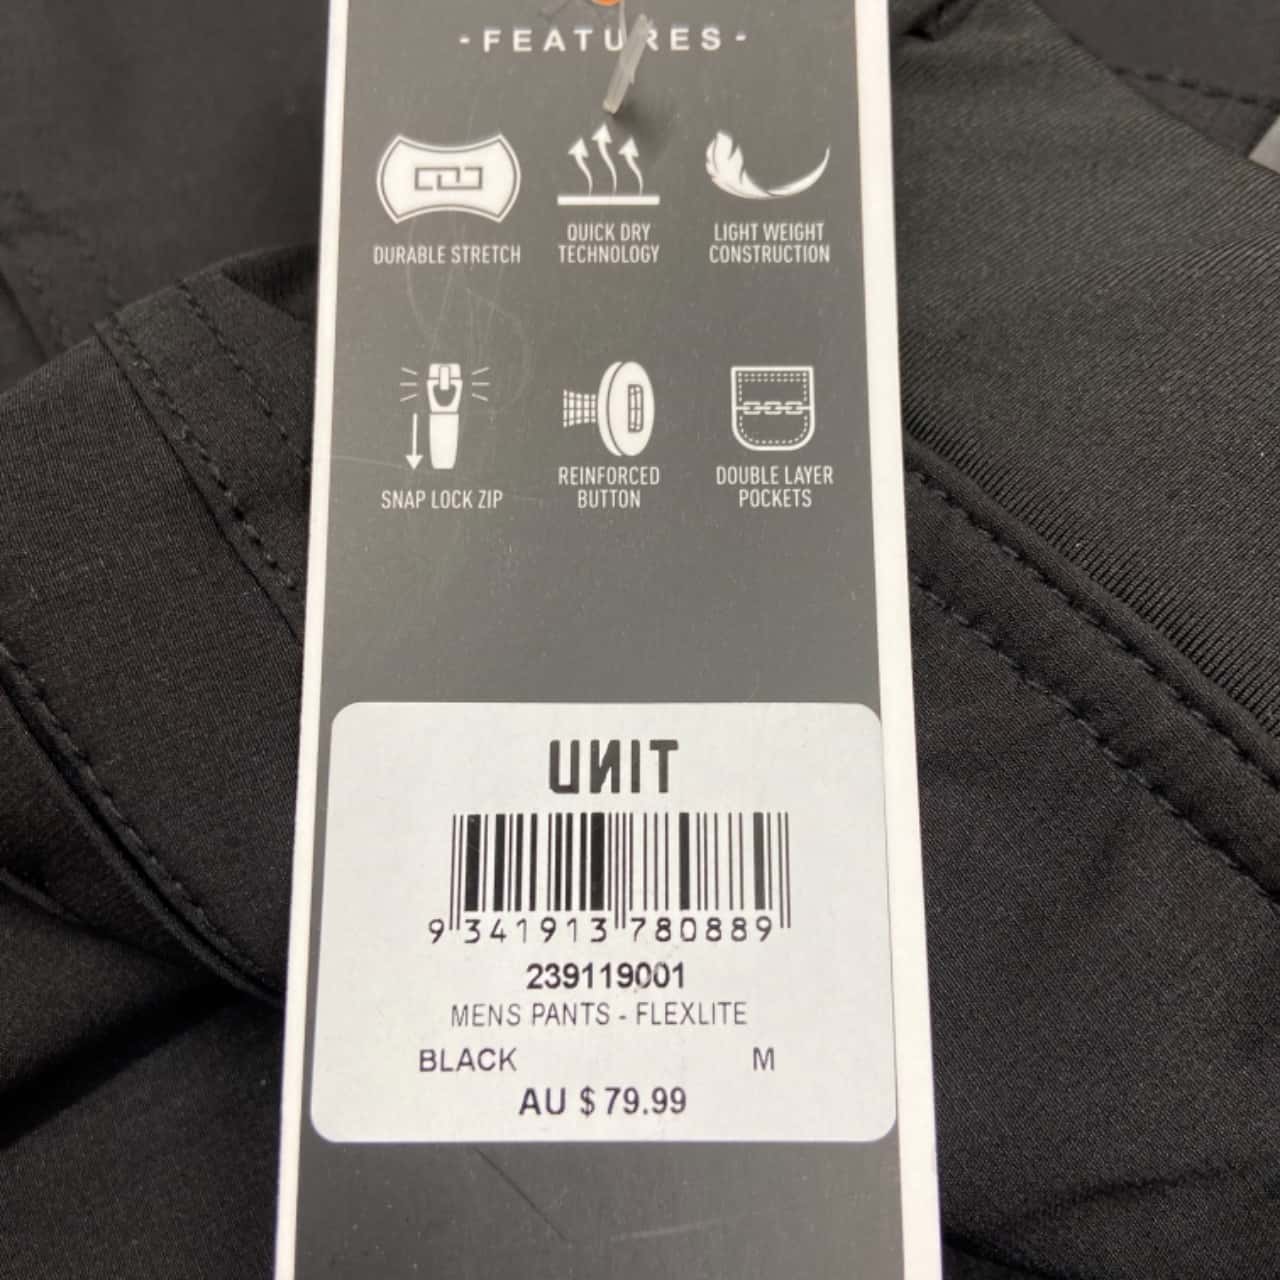 - FEATURES -
DURABLE STRETCH
QUICK DRY
TECHNOLOGY
LIGHT WEIGHT
CONSTRUCTION
SNAP LOCK ZIP
REINFORCED
BUTTON
DOUBLE LAYER
POCKETS
UNIT
9 341913 780889
239119001
MENS PANTS - FLEXLITE
BLACK M
AU $ 79.99